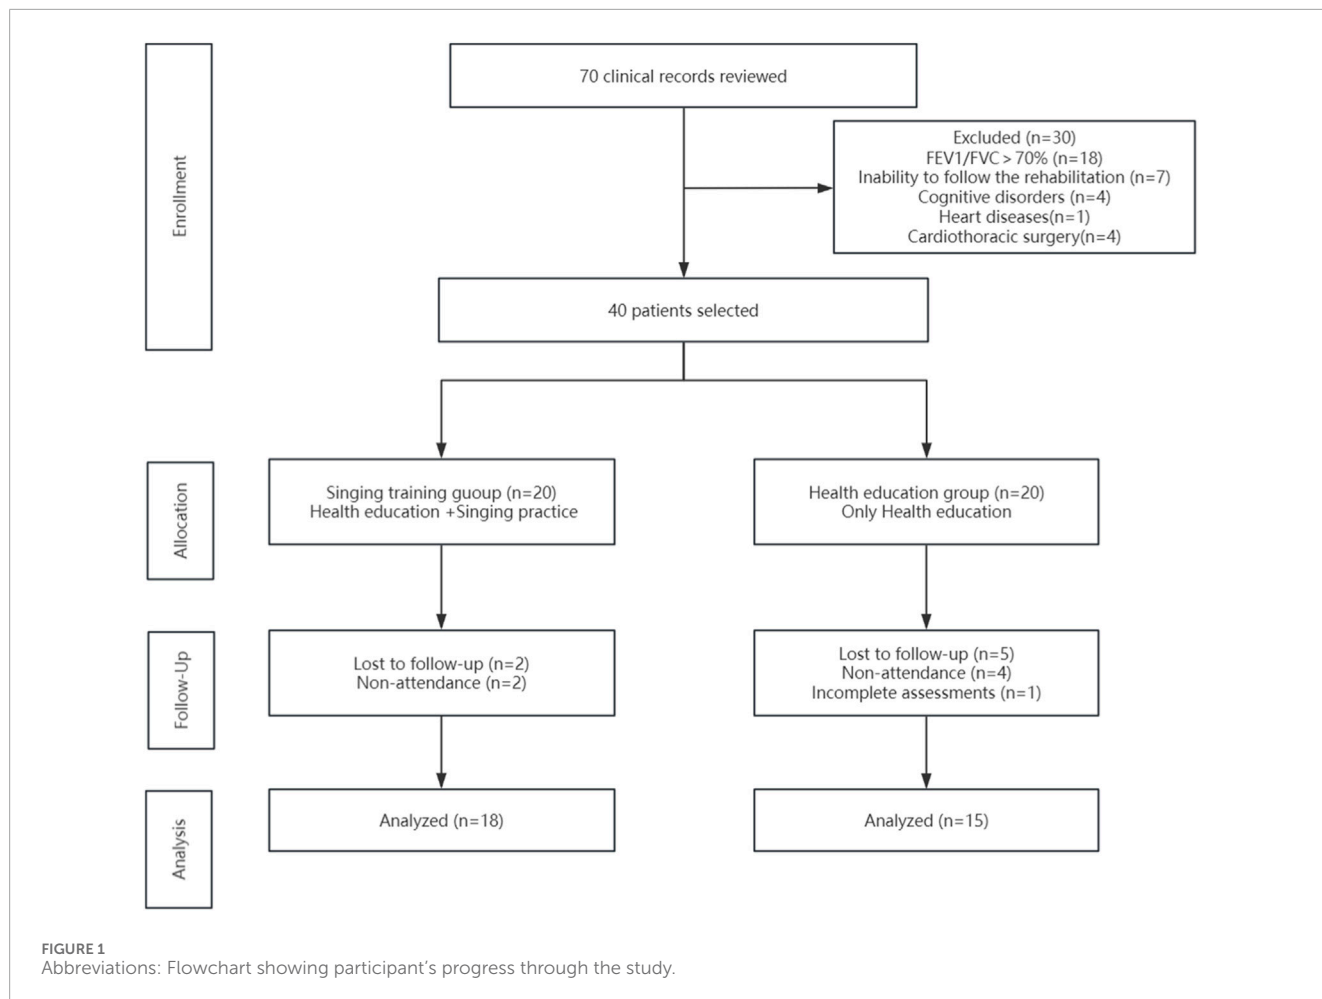 Enrollment
70 clinical records reviewed
Excluded (n=30)
FEV1/FVC > 70% (n=18)
Inability to follow the rehabilitation (n=7)
Cognitive disorders (n=4)
Heart diseases(n=1)
Cardiothoracic surgery(n=4)
40 patients selected
Allocation
Singing training guoup (n=20)
Health education +Singing practice
Health education group (n=20)
Only Health education
Follow-Up
Lost to follow-up (n=2)
Non-attendance (n=2)
Lost to follow-up (n=5)
Non-attendance (n=4)
Incomplete assessments (n=1)
Analysis
Analyzed (n=18)
Analyzed (n=15)
FIGURE 1
Abbreviations: Flowchart showing participant’s progress through the study.